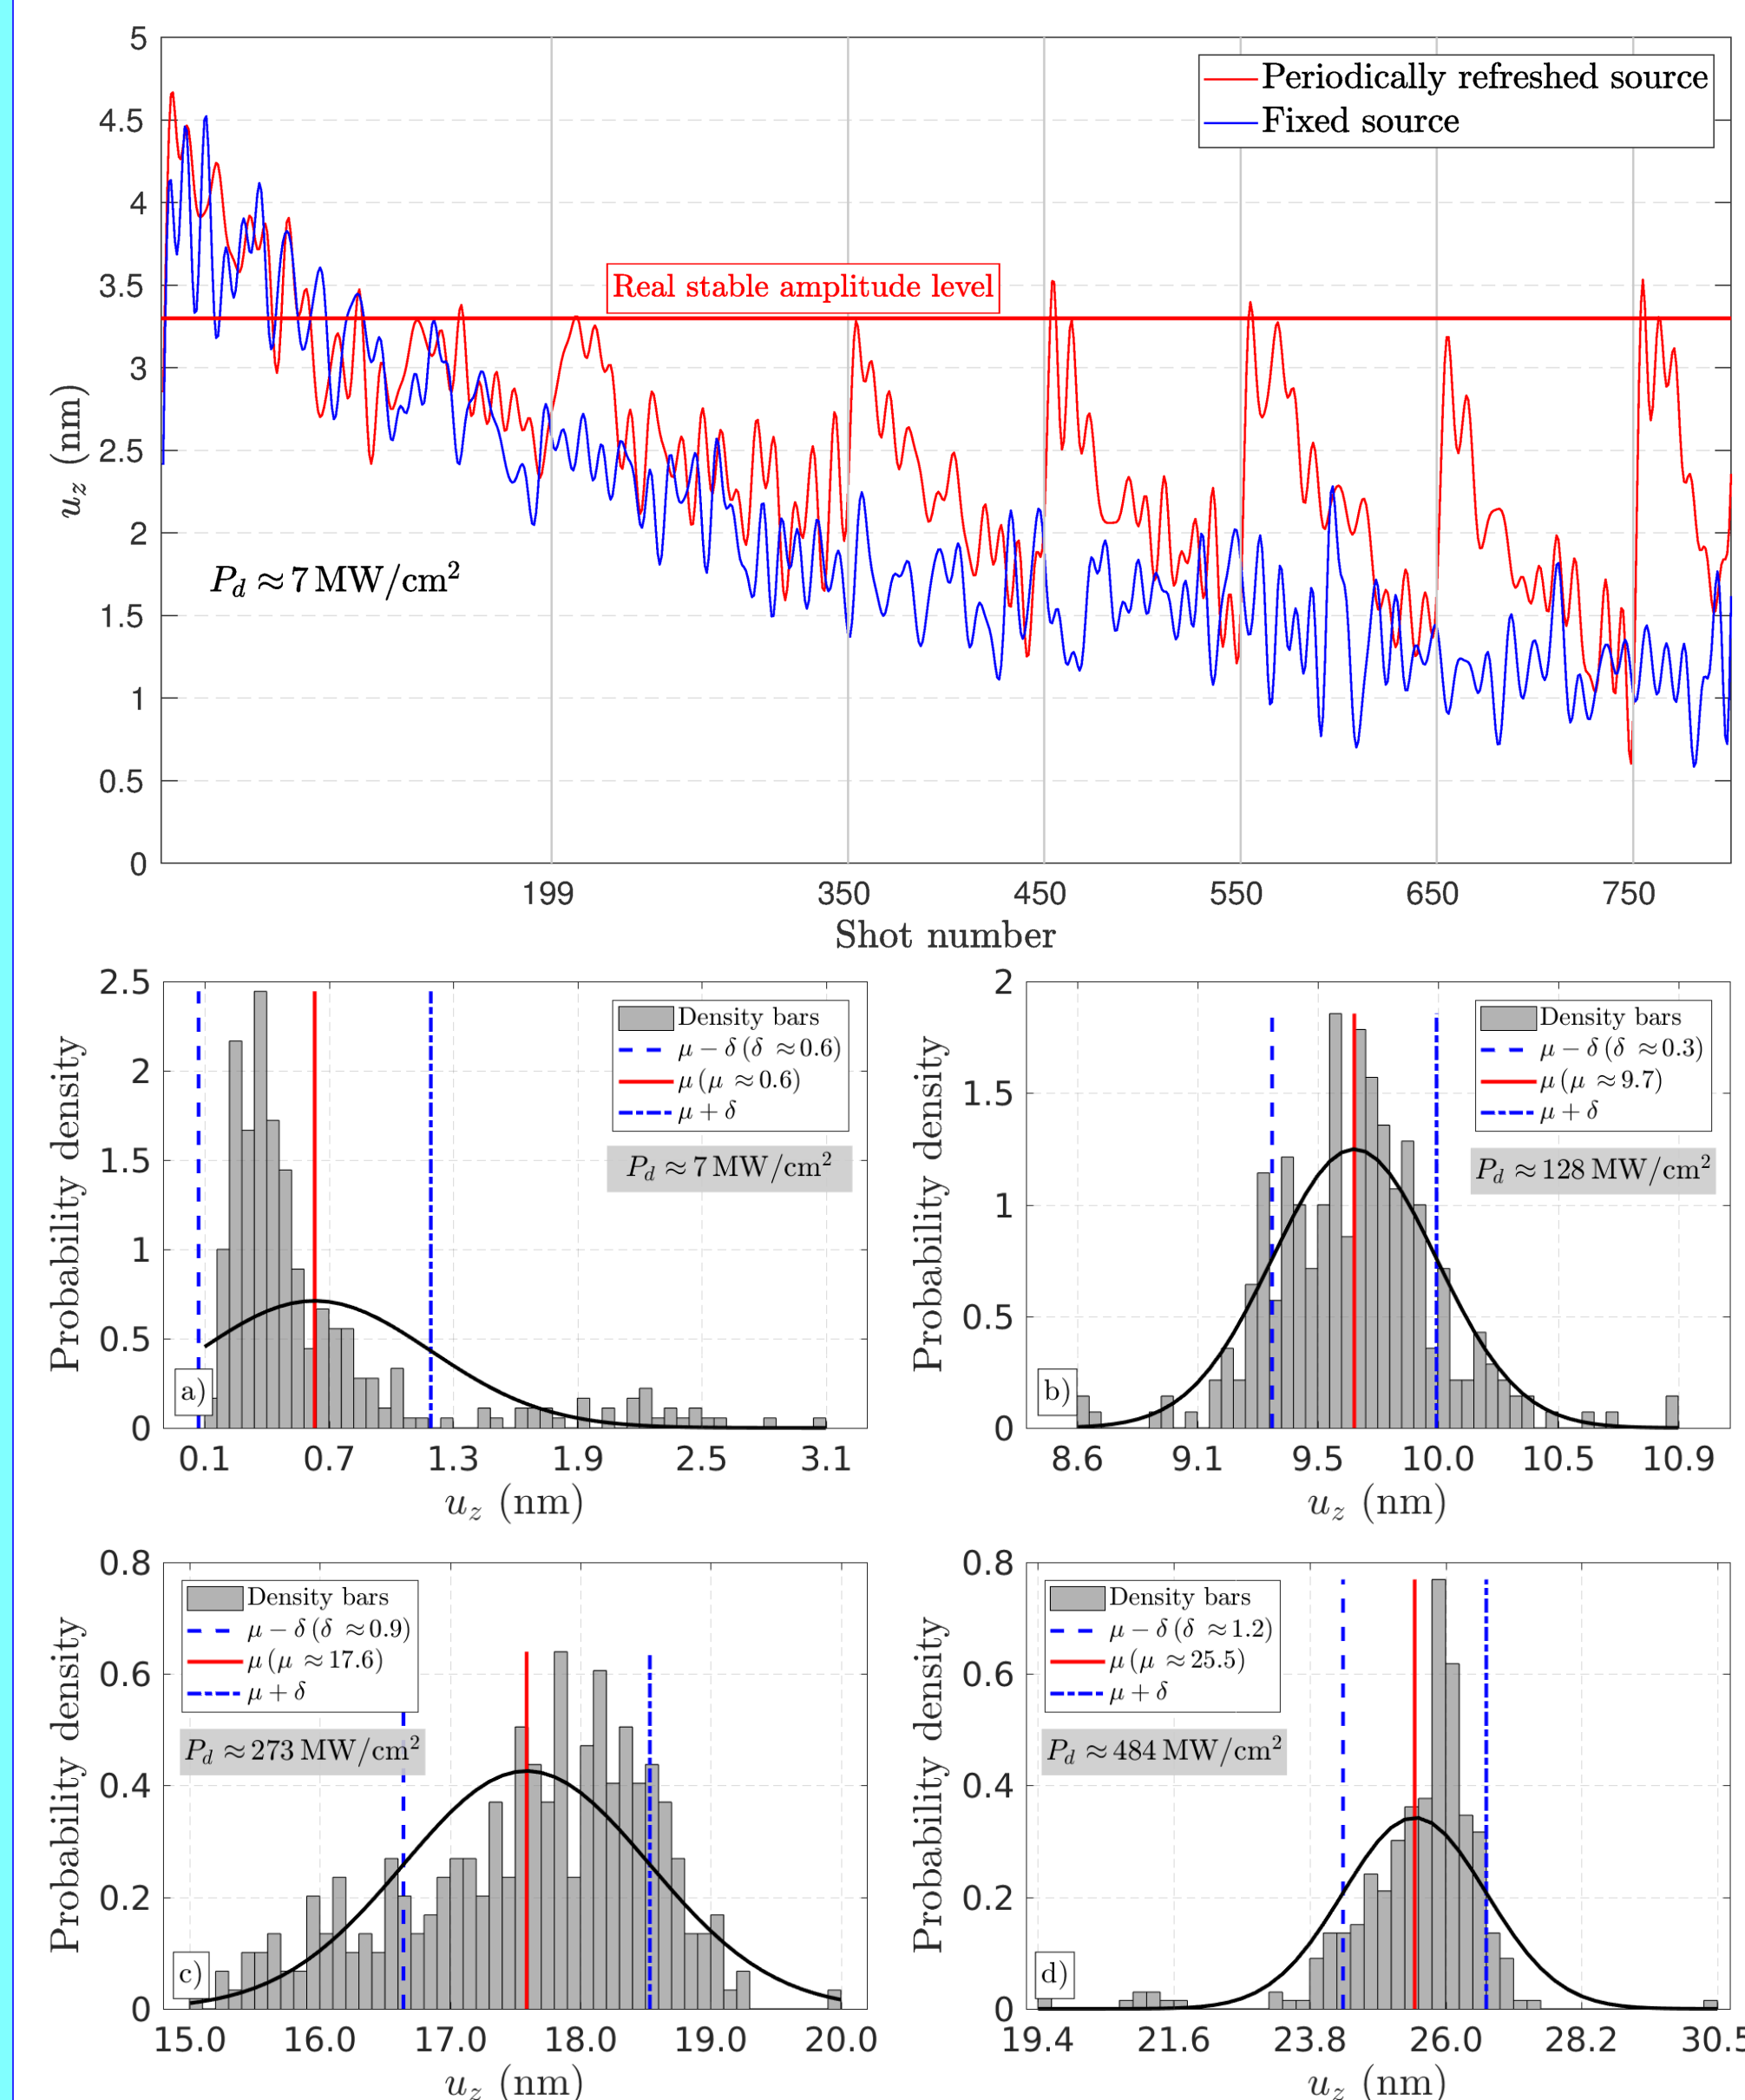 5
4.5
4
3.5
3
2.5
2
1.5
1
0.5
0
u_z (nm)
Periodically refreshed source
Fixed source
Real stable amplitude level
P_d ≈ 7 MW/cm²
199 350 450 550 650 750
Shot number
2.5
2
1.5
1
0.5
0
Probability density
Density bars
μ − δ (δ ≈0.6)
μ (μ ≈0.6)
μ + δ
P_d ≈ 7 MW/cm²
a)
0.1 0.7 1.3 1.9 2.5 3.1
u_z (nm)
2
1.5
1
0.5
0
Probability density
Density bars
μ − δ (δ ≈0.3)
μ (μ ≈9.7)
μ + δ
P_d ≈ 128 MW/cm²
b)
8.6 9.1 9.5 10.0 10.5 10.9
u_z (nm)
0.8
0.6
0.4
0.2
0
Probability density
Density bars
μ − δ (δ ≈0.9)
μ (μ ≈17.6)
μ + δ
P_d ≈ 273 MW/cm²
c)
15.0 16.0 17.0 18.0 19.0 20.0
u_z (nm)
0.8
0.6
0.4
0.2
0
Probability density
Density bars
μ − δ (δ ≈1.2)
μ (μ ≈25.5)
μ + δ
P_d ≈ 484 MW/cm²
d)
19.4 21.6 23.8 26.0 28.2 30.5
u_z (nm)